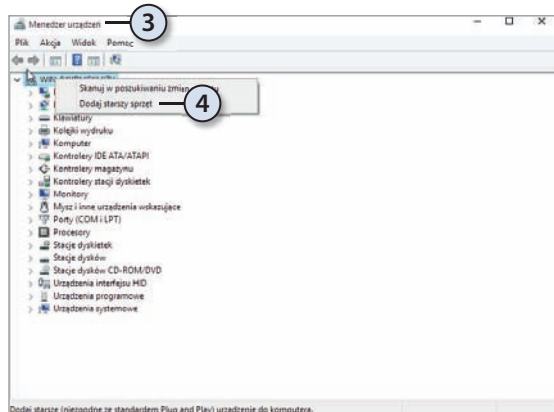 Menedżer urządzeń
3
Plik Akcja Widok Pomoc
Skanuj w poszukiwaniu zmian
Dodaj starszy sprzęt
4
Klawiatury
Kolejki wydruku
Komputer
Kontrolery IDE ATA/ATAPI
Kontrolery magazynu
Kontrolery stacji dyskietek
Monitory
Mysz i inne urządzenia wskazujące
Porty (COM i LPT)
Procesory
Stacje dyskietek
Stacje dysków
Stacje dysków CD-ROM/DVD
Urządzenia interfejsu HID
Urządzenia programowe
Urządzenia systemowe
Dodaj starsze (niezgodne ze standardem Plug and Play) urządzenie do komputera.